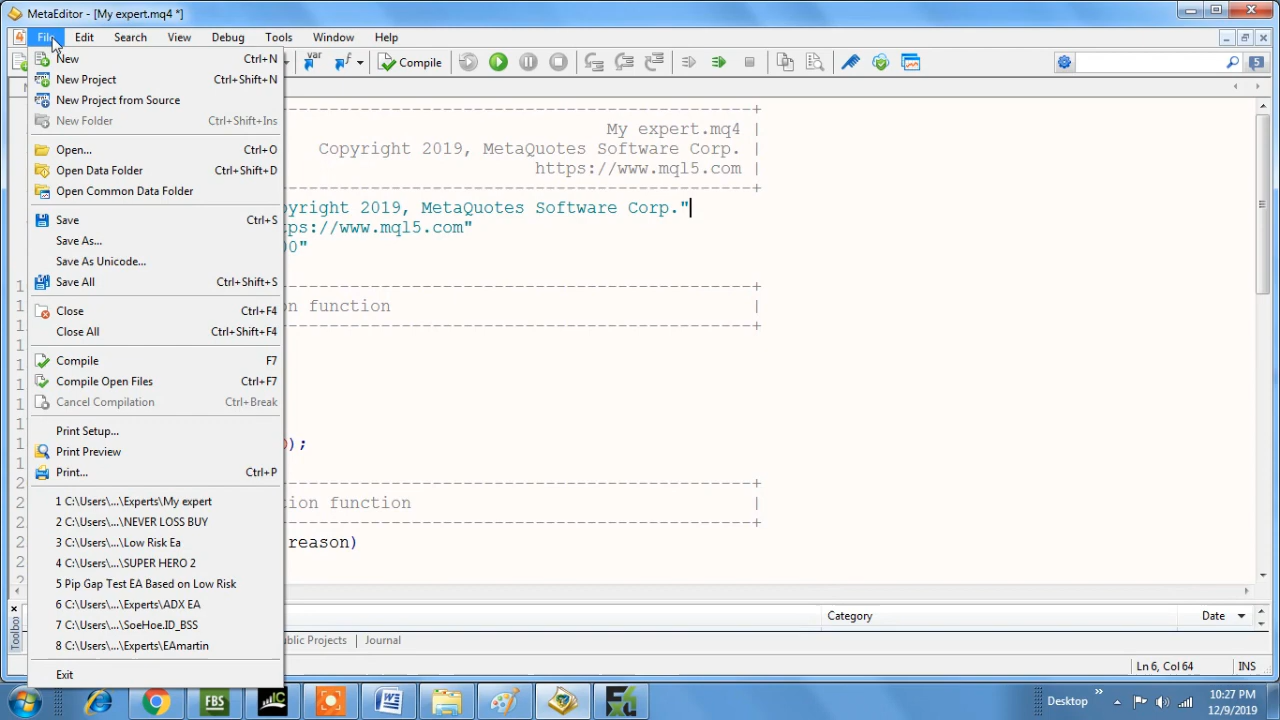 MetaEditor - [My expert.mq4 *]
File Edit Search View Debug Tools Window Help
New Ctrl+N
var
f
Compile
5
New Project Ctrl+Shift+N
New Project from Source
New Folder Ctrl+Shift+Ins
Open... Ctrl+O
Open Data Folder Ctrl+Shift+D
Open Common Data Folder
Save Ctrl+S
Save As...
Save As Unicode...
Save All Ctrl+Shift+S
Close Ctrl+F4
Close All Ctrl+Shift+F4
Compile F7
Compile Open Files Ctrl+F7
Cancel Compilation Ctrl+Break
Print Setup...
Print Preview
Print... Ctrl+P
1 C:\Users\...\Experts\My expert
2 C:\Users\...\NEVER LOSS BUY
3 C:\Users\...\Low Risk Ea
4 C:\Users\...\SUPER HERO 2
5 Pip Gap Test EA Based on Low Risk
6 C:\Users\...\Experts\ADX EA
7 C:\Users\...\SoeHoe.ID_BSS
8 C:\Users\...\Experts\EAmartin
Exit
--------------------------------------------------+
My expert.mq4 |
Copyright 2019, MetaQuotes Software Corp. |
https://www.mql5.com |
--------------------------------------------------+
pyright 2019, MetaQuotes Software Corp."
ps://www.mql5.com"
00"
--------------------------------------------------+
on function |
--------------------------------------------------+
);
--------------------------------------------------+
ion function |
--------------------------------------------------+
reason)
Toolbox
Category Date
ublic Projects Journal
Ln 6, Col 64 INS
FBS
Desktop
10:27 PM
12/9/2019